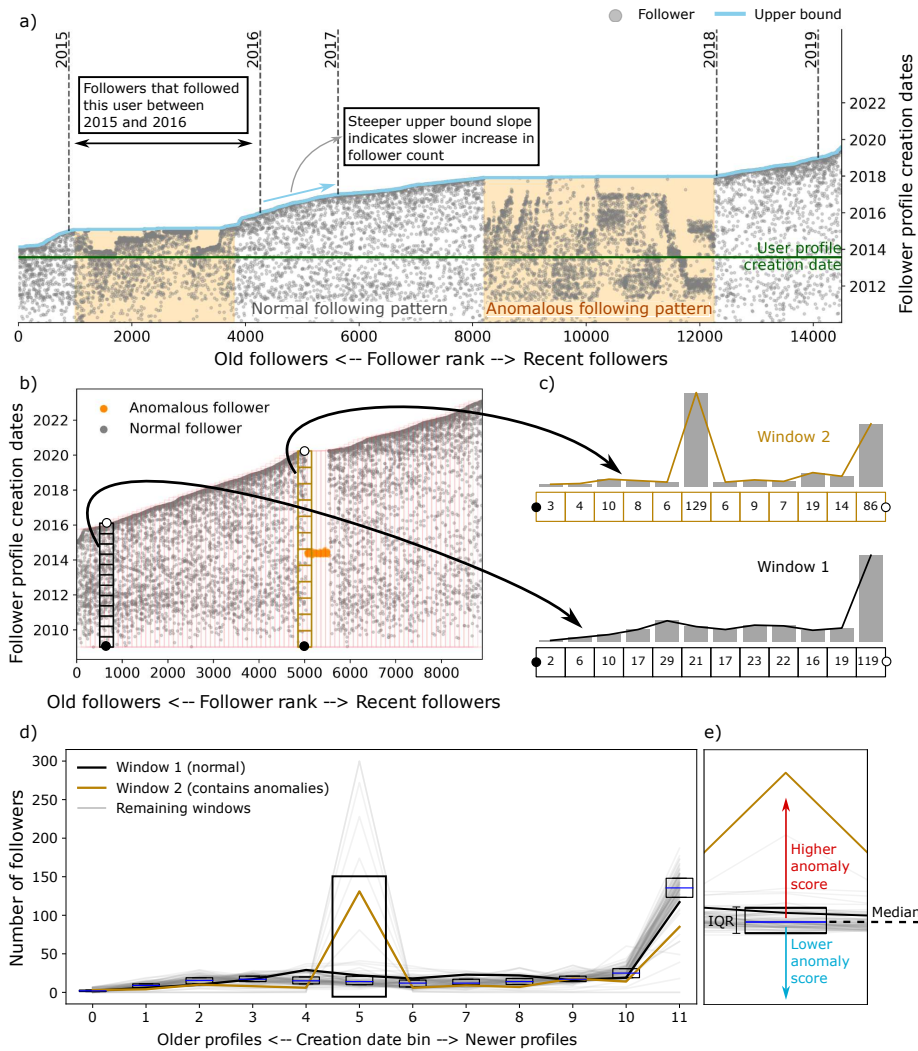 a)
Follower
Upper bound
2015
2016
2017
2018
2019
Followers that followed
this user between
2015 and 2016
Steeper upper bound slope
indicates slower increase in
follower count
User profile
creation date
Normal following pattern
Anomalous following pattern
2022
2020
2018
2016
2014
2012
Follower profile creation dates
0
2000
4000
6000
8000
10000
12000
14000
Old followers <-- Follower rank --> Recent followers
b)
Anomalous follower
Normal follower
2022
2020
2018
2016
2014
2012
2010
Follower profile creation dates
0
1000
2000
3000
4000
5000
6000
7000
8000
Old followers <-- Follower rank --> Recent followers
c)
Window 2
3 4 10 8 6 129 6 9 7 19 14 86
Window 1
2 6 10 17 29 21 17 23 22 16 19 119
d)
Window 1 (normal)
Window 2 (contains anomalies)
Remaining windows
300
250
200
150
100
50
0
Number of followers
0 1 2 3 4 5 6 7 8 9 10 11
Older profiles <-- Creation date bin --> Newer profiles
e)
Higher
anomaly
score
IQR
Median
Lower
anomaly
score